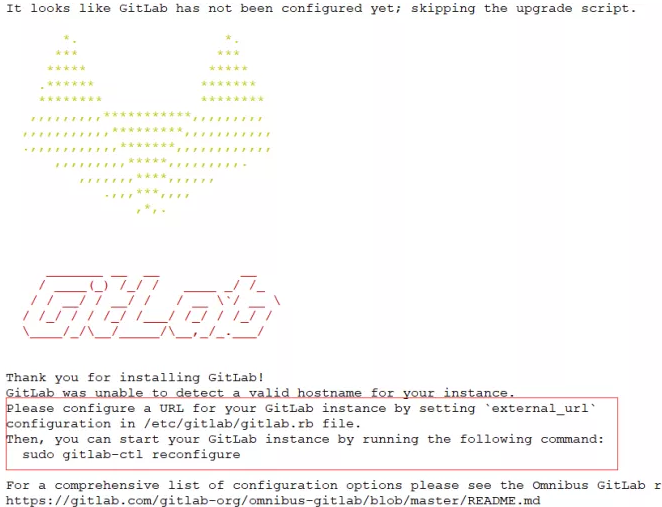 It looks like GitLab has not been configured yet; skipping the upgrade script.
GitLab
Thank you for installing GitLab!
GitLab was unable to detect a valid hostname for your instance.
Please configure a URL for your GitLab instance by setting `external_url`
configuration in /etc/gitlab/gitlab.rb file.
Then, you can start your GitLab instance by running the following command:
sudo gitlab-ctl reconfigure
For a comprehensive list of configuration options please see the Omnibus GitLab r
https://gitlab.com/gitlab-org/omnibus-gitlab/blob/master/README.md